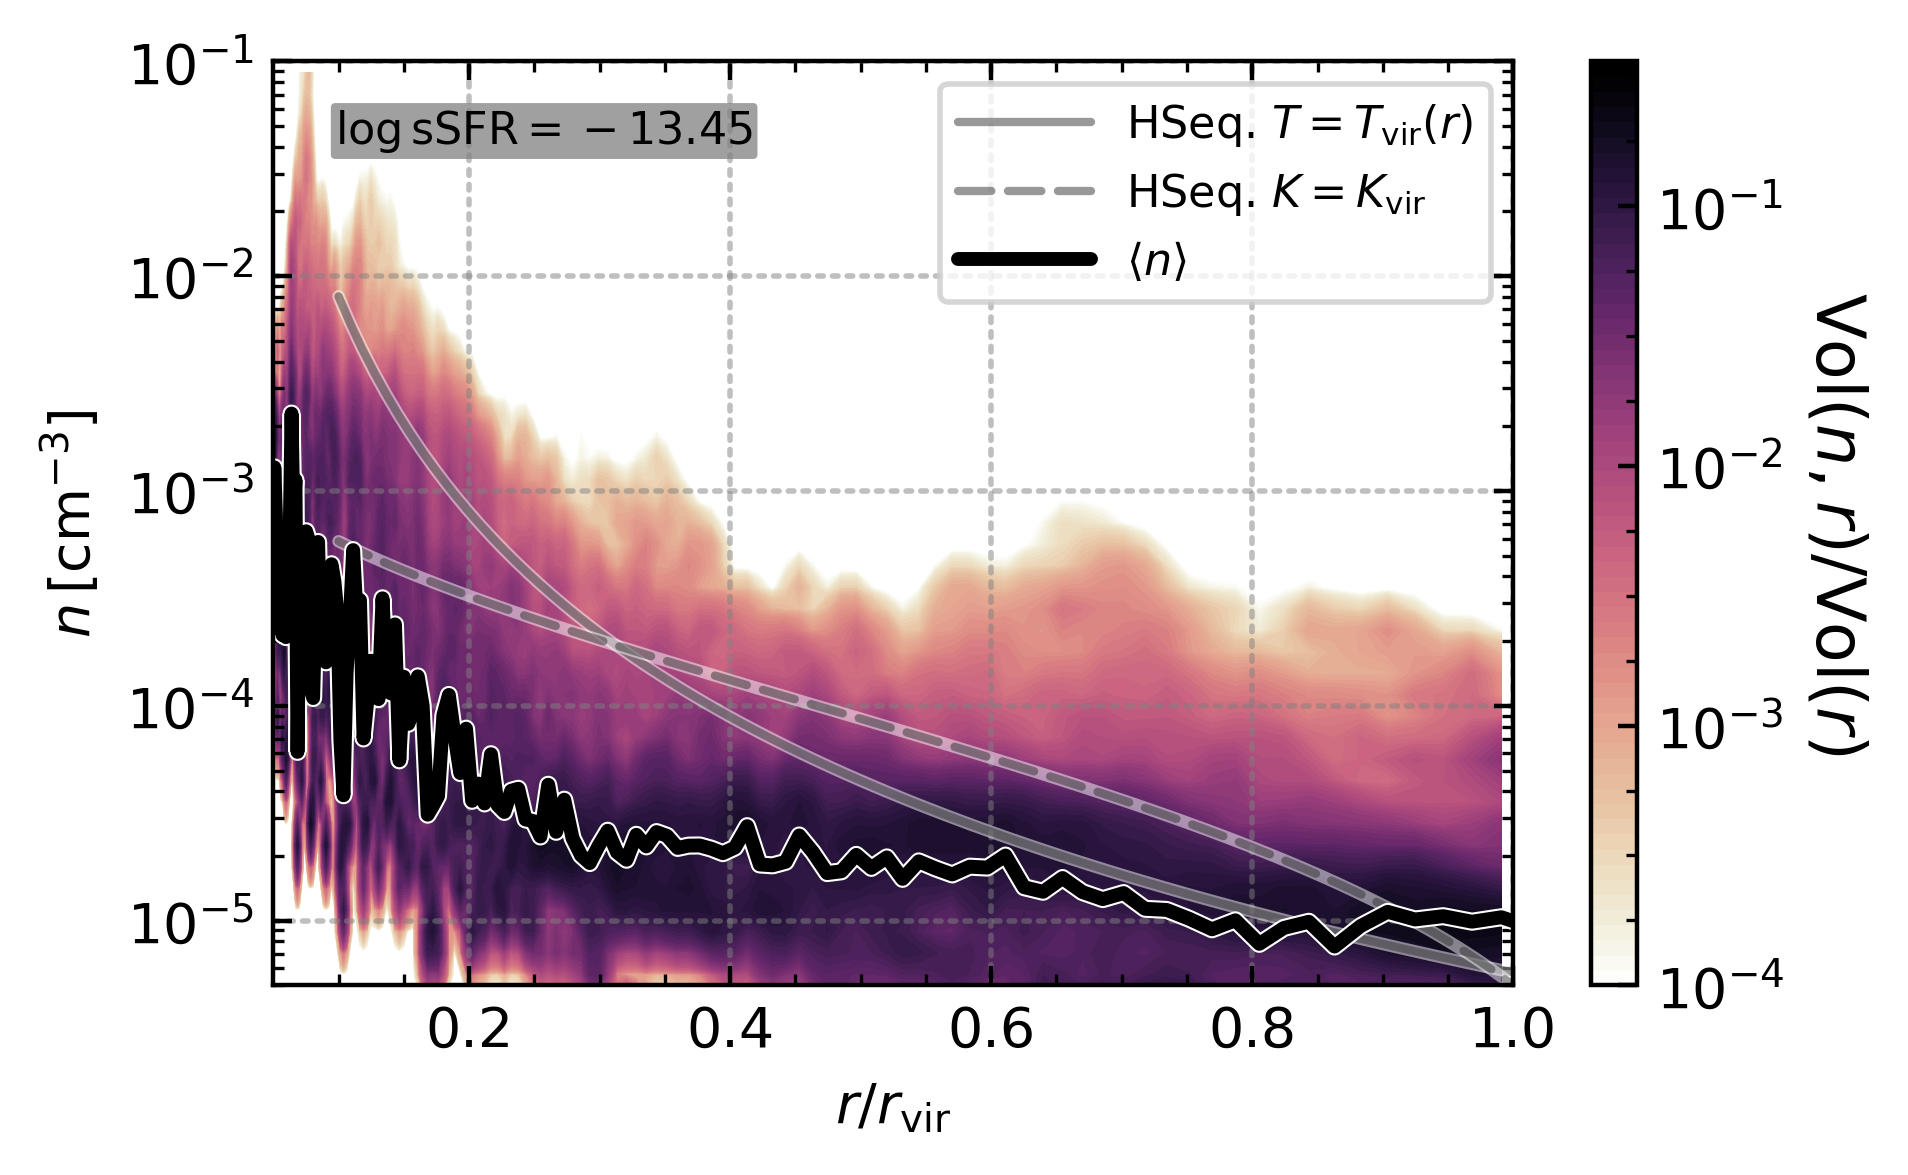 log sSFR = −13.45
HSeq. T = T_vir(r)
HSeq. K = K_vir
⟨n⟩
10⁻¹
10⁻²
10⁻³
10⁻⁴
10⁻⁵
n [cm⁻³]
0.2 0.4 0.6 0.8 1.0
r/r_vir
10⁻¹
10⁻²
10⁻³
10⁻⁴
Vol(n, r)/Vol(r)